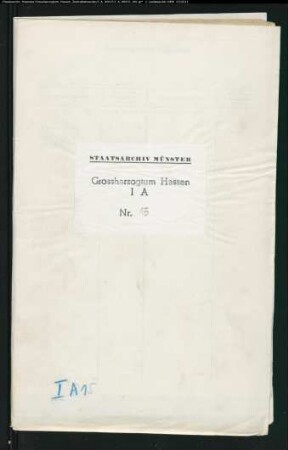 STAATSARCHIV MÜNSTER
Grossherzogtum Hessen
I A
Nr. 15
I A 15